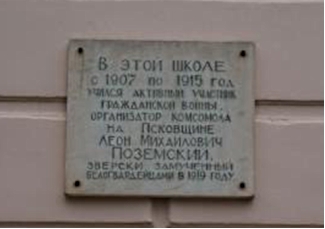 В ЭТОЙ ШКОЛЕ
С 1907 ПО 1915 ГОД
УЧИЛСЯ АКТИВНЫЙ УЧАСТНИК
ГРАЖДАНСКОЙ ВОЙНЫ,
ОРГАНИЗАТОР КОМСОМОЛА
НА ПСКОВЩИНЕ
ЛЕОН МИХАЙЛОВИЧ
ПОЗЕМСКИЙ,
ЗВЕРСКИ ЗАМУЧЕННЫЙ
БЕЛОГВАРДЕЙЦАМИ В 1919 ГОДУ.